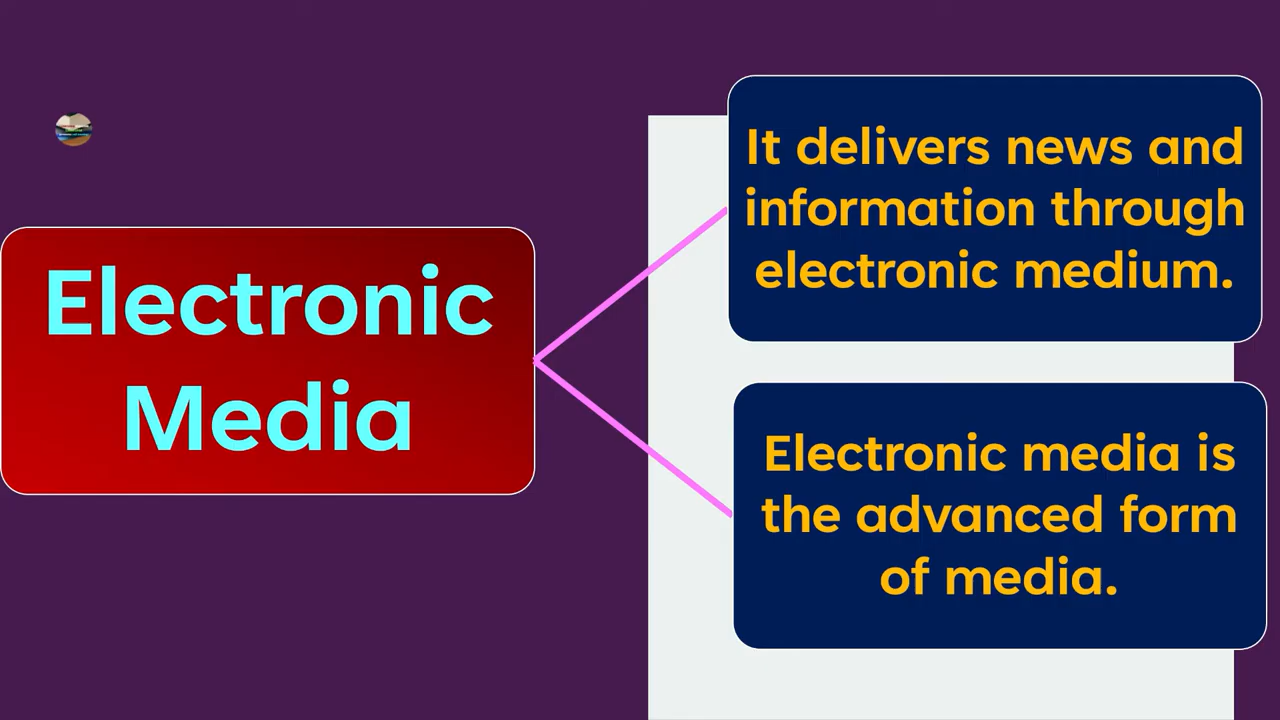 Electronic
Media
It delivers news and
information through
electronic medium.
Electronic media is
the advanced form
of media.